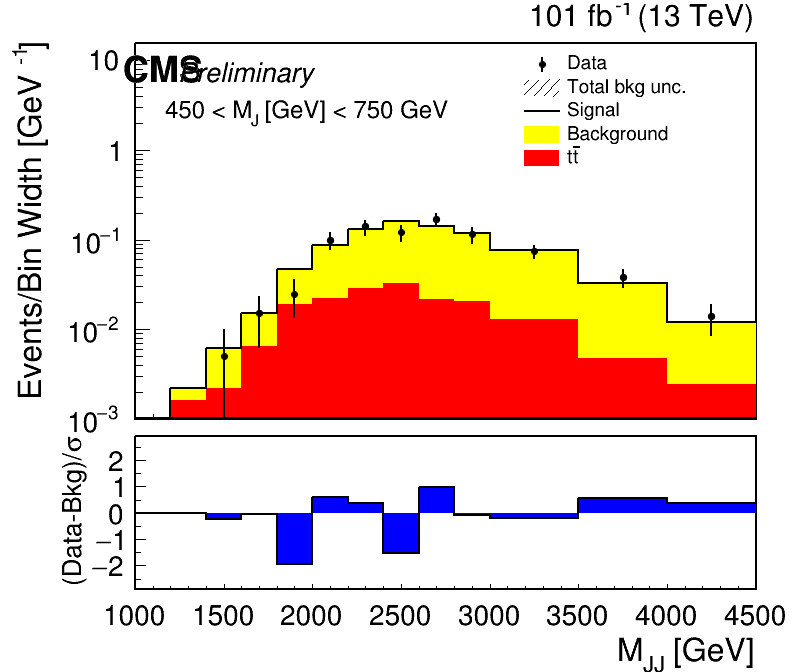 101 fb⁻¹ (13 TeV)
CMS Preliminary
450 < M_J [GeV] < 750 GeV
Data
Total bkg unc.
Signal
Background
tt̄
Events/Bin Width [GeV⁻¹]
10
1
10⁻¹
10⁻²
10⁻³
(Data-Bkg)/σ
2
1
0
−1
−2
1000 1500 2000 2500 3000 3500 4000 4500
M_JJ [GeV]